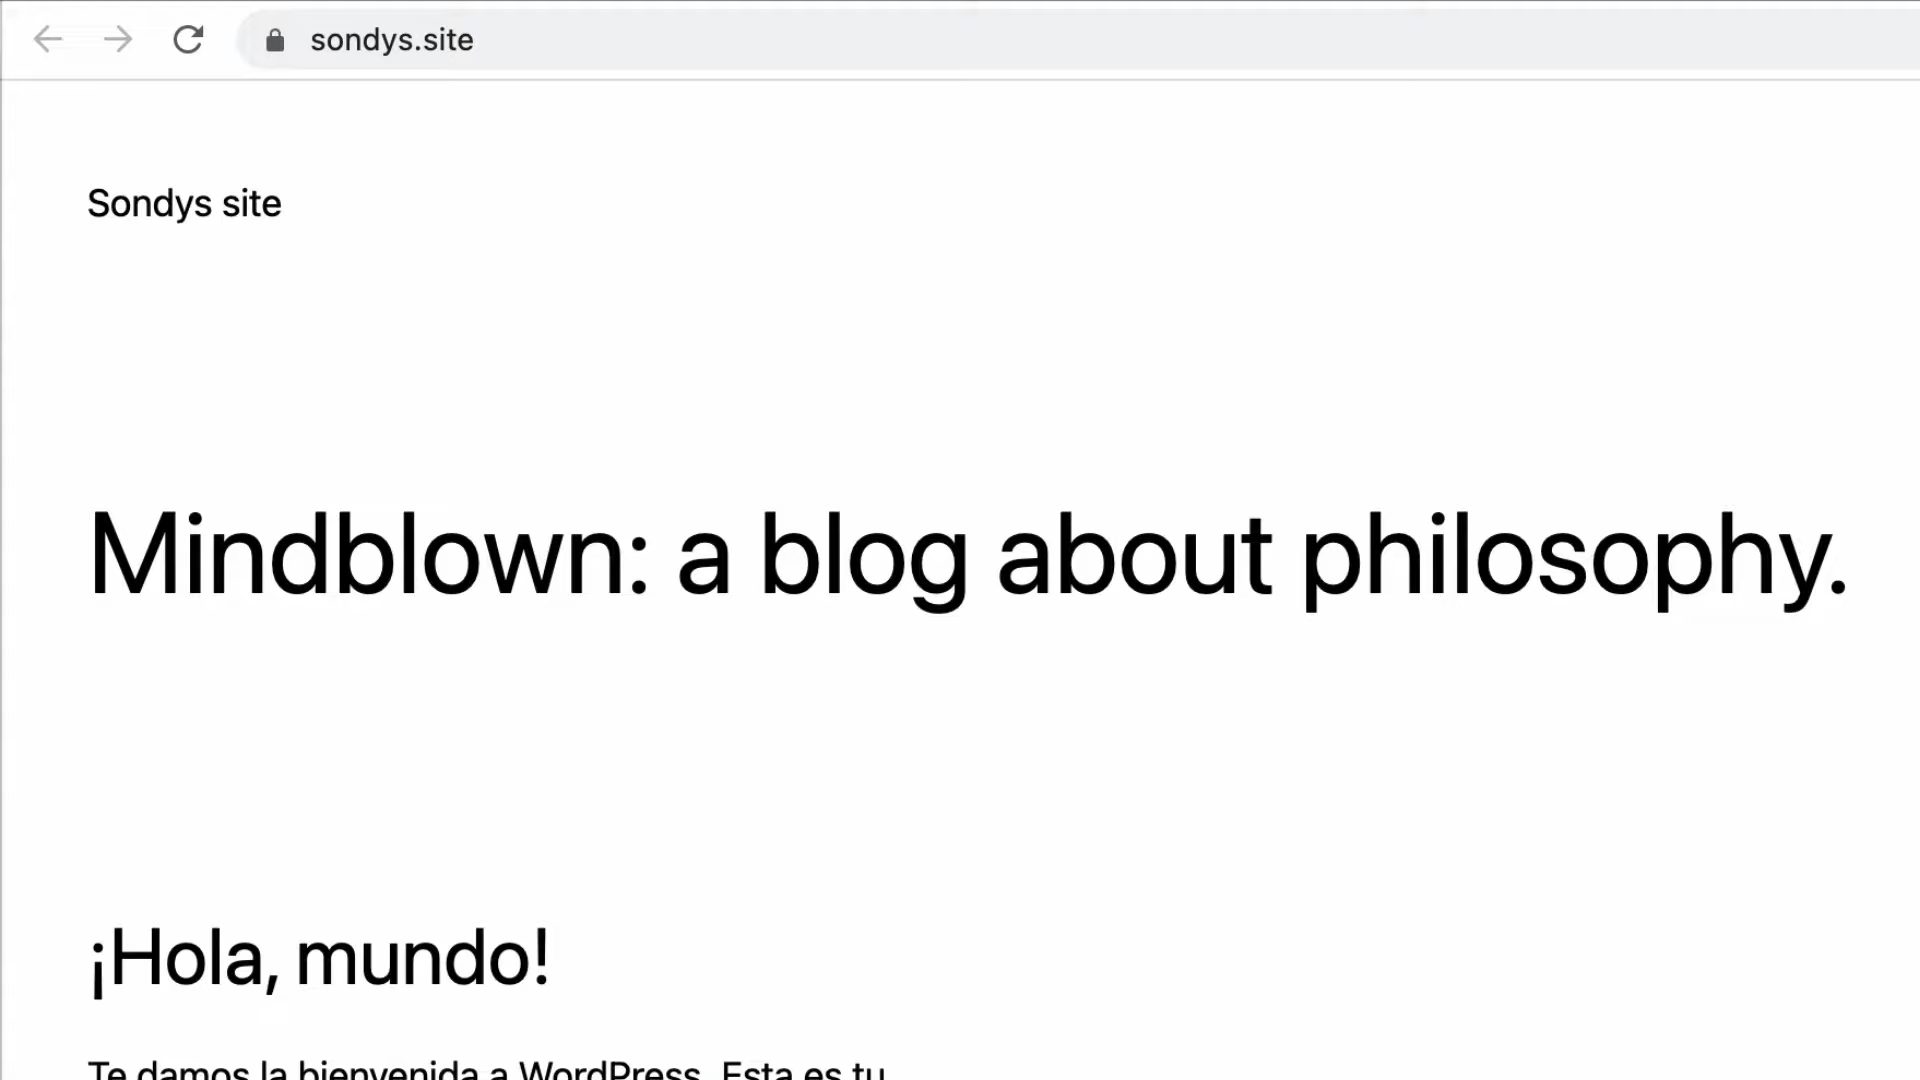 sondys.site
Sondys site
Mindblown: a blog about philosophy.
¡Hola, mundo!
Te damos la bienvenida a WordPress. Esta es tu